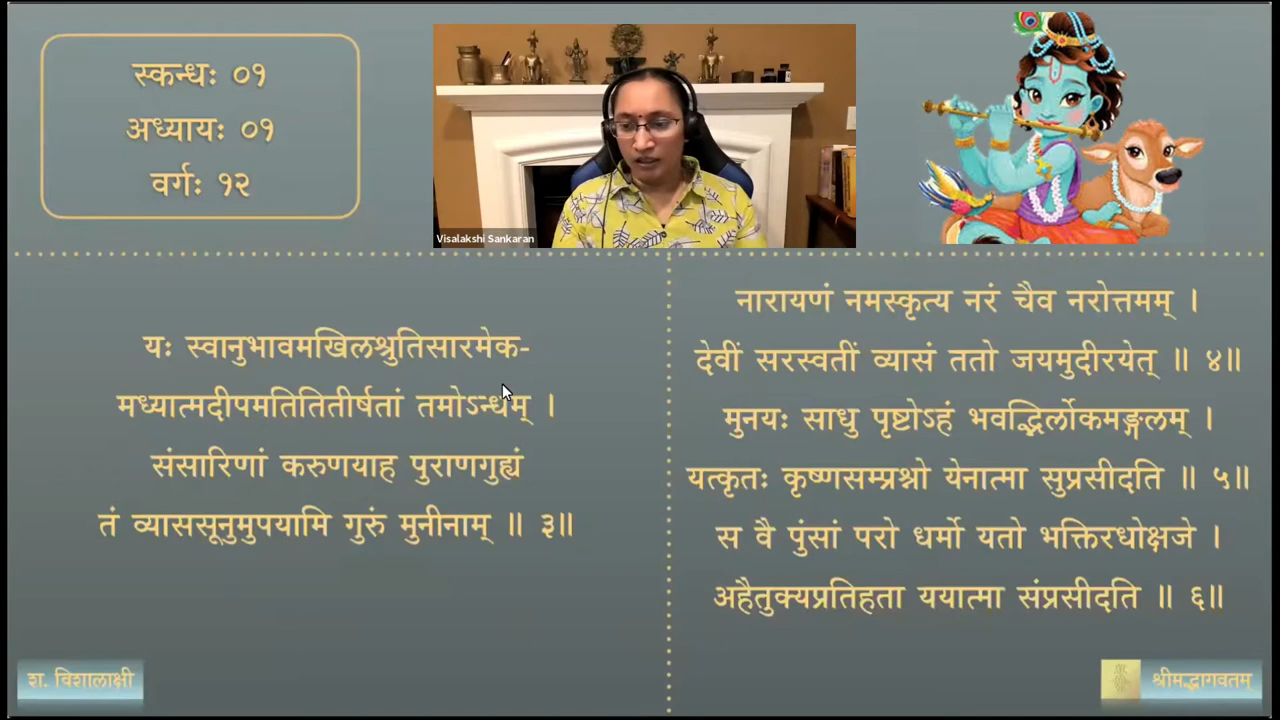 स्कन्धः ०१
अध्यायः ०१
वर्गः १२
Visalakshi Sankaran
यः स्वानुभावमखिलश्रुतिसारमेक-
मध्यात्मदीपमतितितीर्षतां तमोऽन्धम् ।
संसारिणां करुणयाह पुराणगुह्यं
तं व्याससूनुमुपयामि गुरुं मुनीनाम् ॥ ३॥
नारायणं नमस्कृत्य नरं चैव नरोत्तमम् ।
देवीं सरस्वतीं व्यासं ततो जयमुदीरयेत् ॥ ४॥
मुनयः साधु पृष्टोऽहं भवद्भिर्लोकमङ्गलम् ।
यत्कृतः कृष्णसम्प्रश्नो येनात्मा सुप्रसीदति ॥ ५॥
स वै पुंसां परो धर्मो यतो भक्तिरधोक्षजे ।
अहैतुक्यप्रतिहता ययात्मा संप्रसीदति ॥ ६॥
श. विशालाक्षी
श्रीमद्भागवतम्